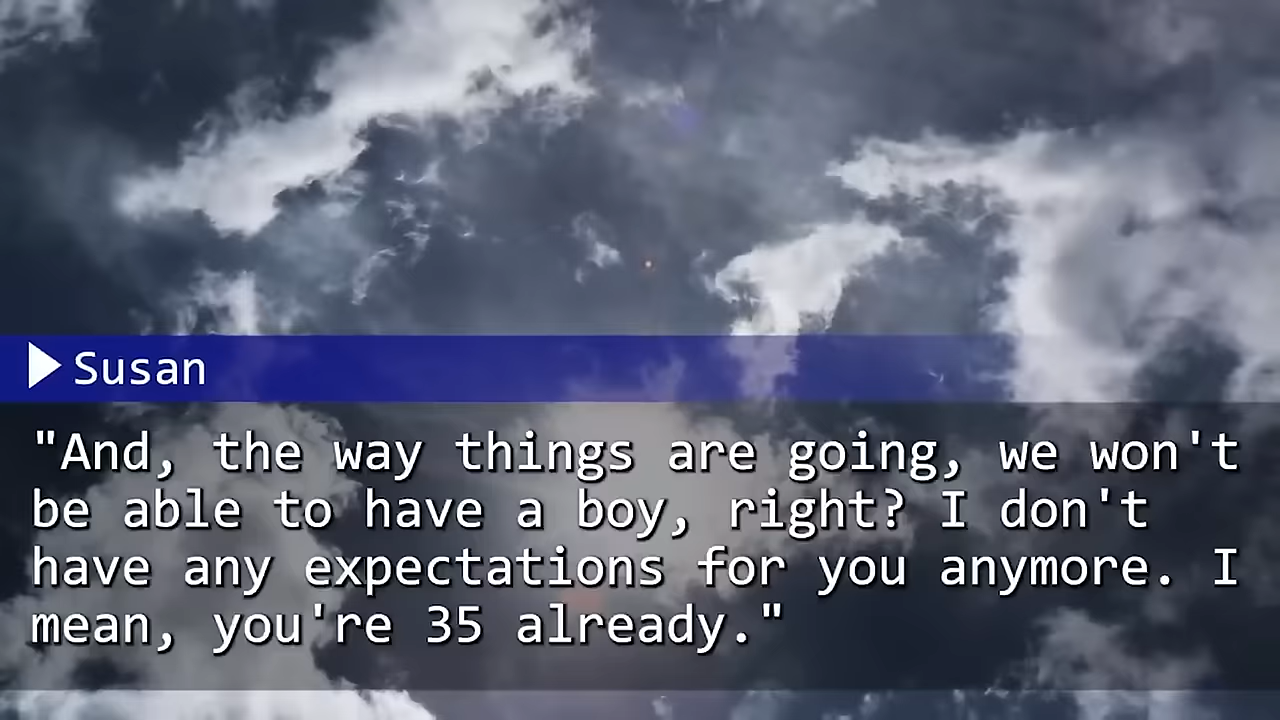 Susan
"And, the way things are going, we won't
be able to have a boy, right? I don't
have any expectations for you anymore. I
mean, you're 35 already."